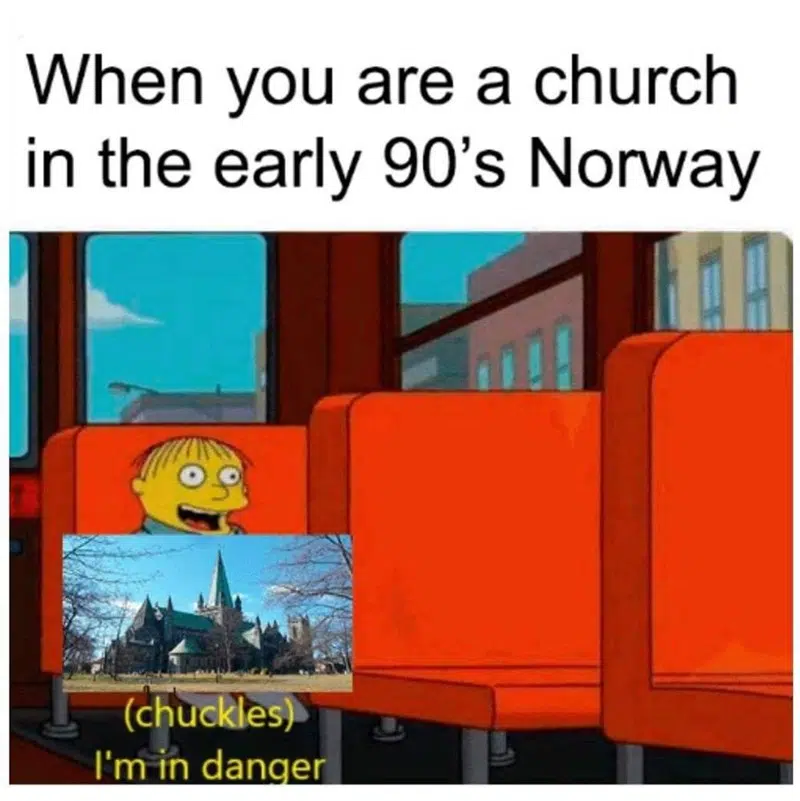 When you are a church
in the early 90's Norway
(chuckles)
I'm in danger